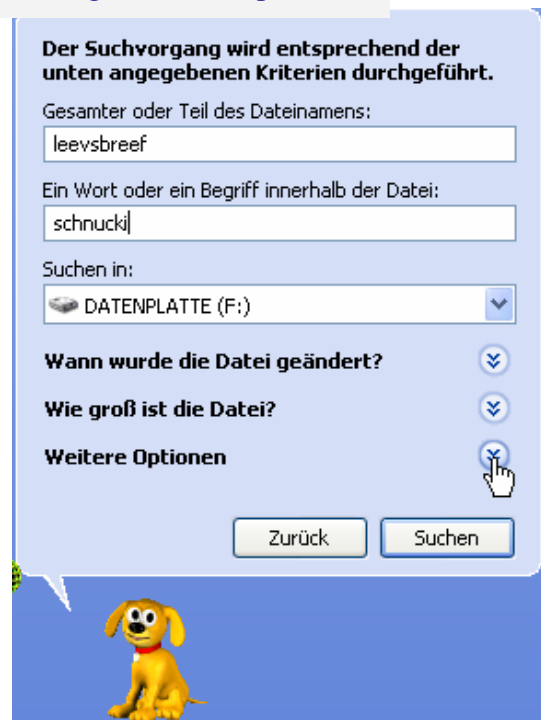 Der Suchvorgang wird entsprechend der
unten angegebenen Kriterien durchgeführt.
Gesamter oder Teil des Dateinamens:
leevsbreef
Ein Wort oder ein Begriff innerhalb der Datei:
schnucki
Suchen in:
DATENPLATTE (F:)
Wann wurde die Datei geändert?
Wie groß ist die Datei?
Weitere Optionen
Zurück Suchen